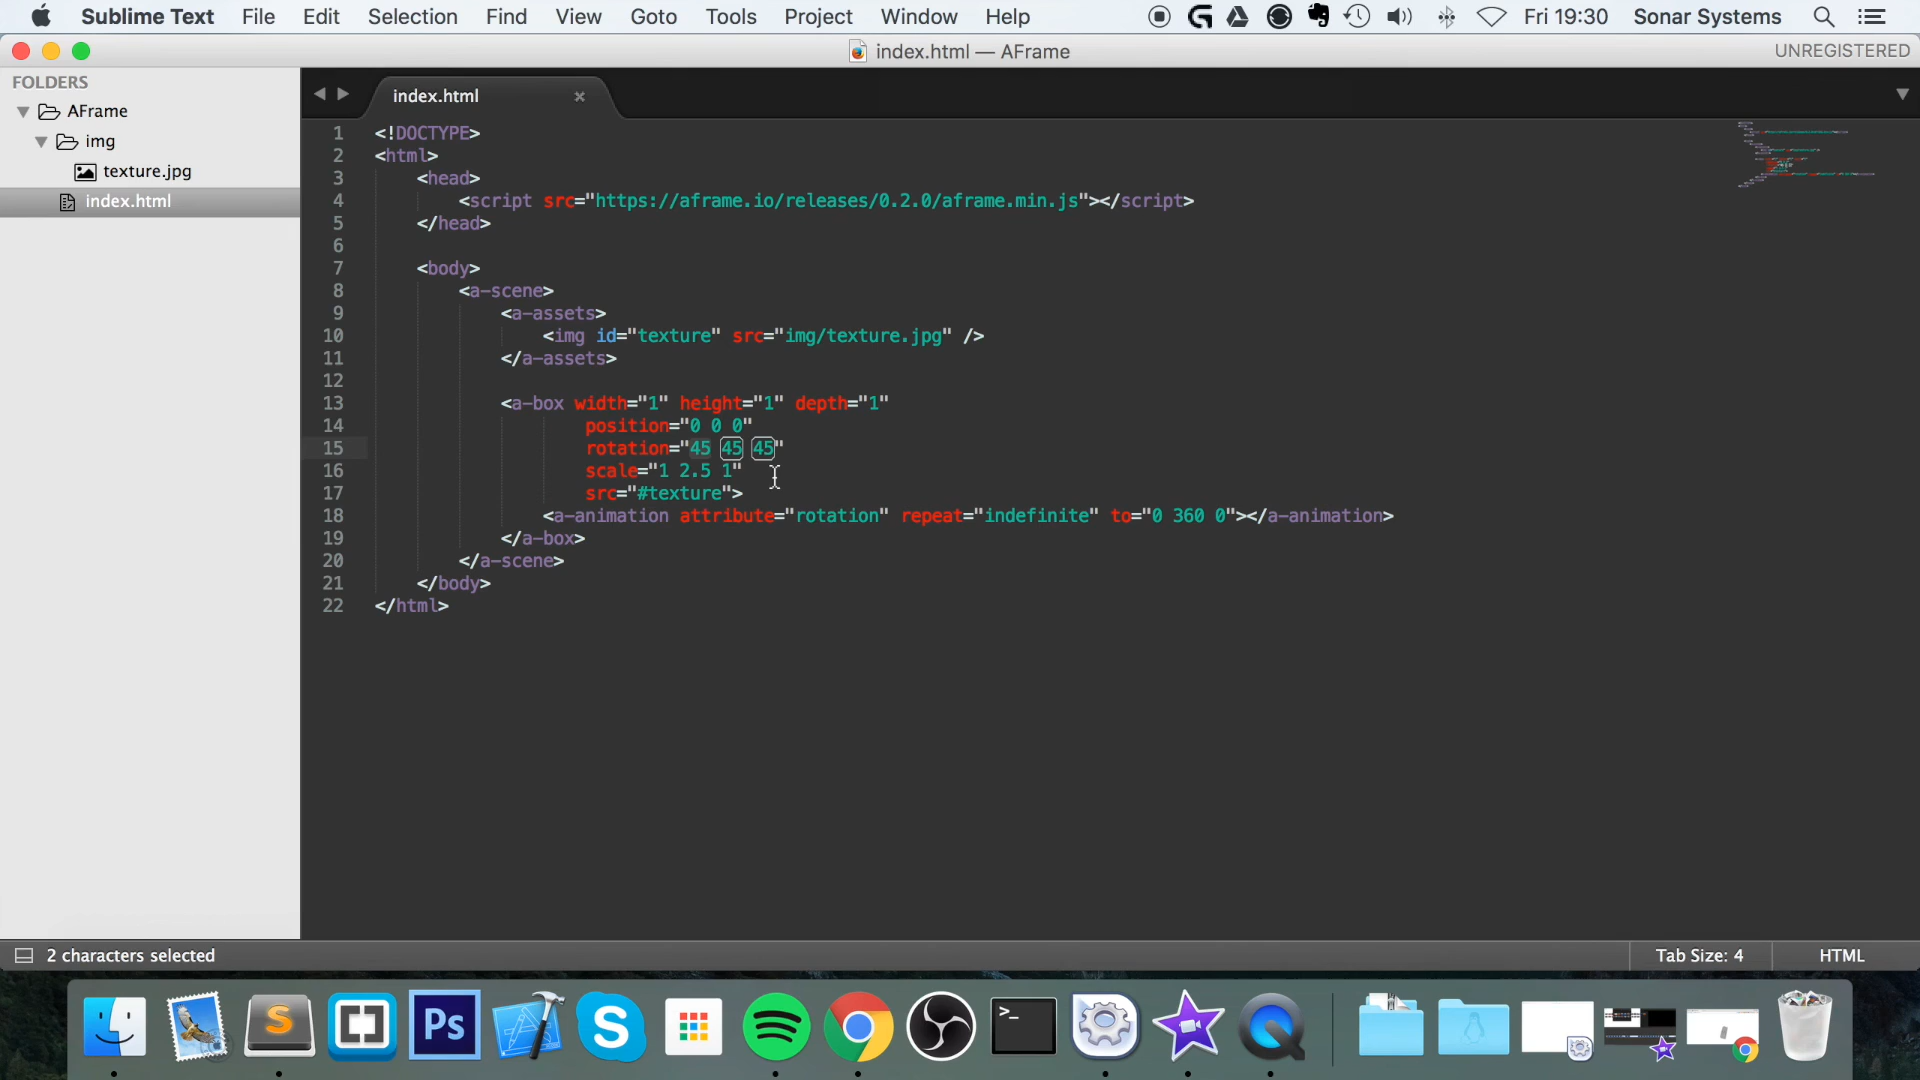 Sublime Text File Edit Selection Find View Goto Tools Project Window Help Fri 19:30 Sonar Systems
index.html — AFrame UNREGISTERED
FOLDERS
AFrame
img
texture.jpg
index.html
index.html
1 <!DOCTYPE>
2 <html>
3 <head>
4 <script src="https://aframe.io/releases/0.2.0/aframe.min.js"></script>
5 </head>
6
7 <body>
8 <a-scene>
9 <a-assets>
10 <img id="texture" src="img/texture.jpg" />
11 </a-assets>
12
13 <a-box width="1" height="1" depth="1"
14 position="0 0 0"
15 rotation="45 45 45"
16 scale="1 2.5 1"
17 src="#texture">
18 <a-animation attribute="rotation" repeat="indefinite" to="0 360 0"></a-animation>
19 </a-box>
20 </a-scene>
21 </body>
22 </html>
2 characters selected Tab Size: 4 HTML
S Ps S >_